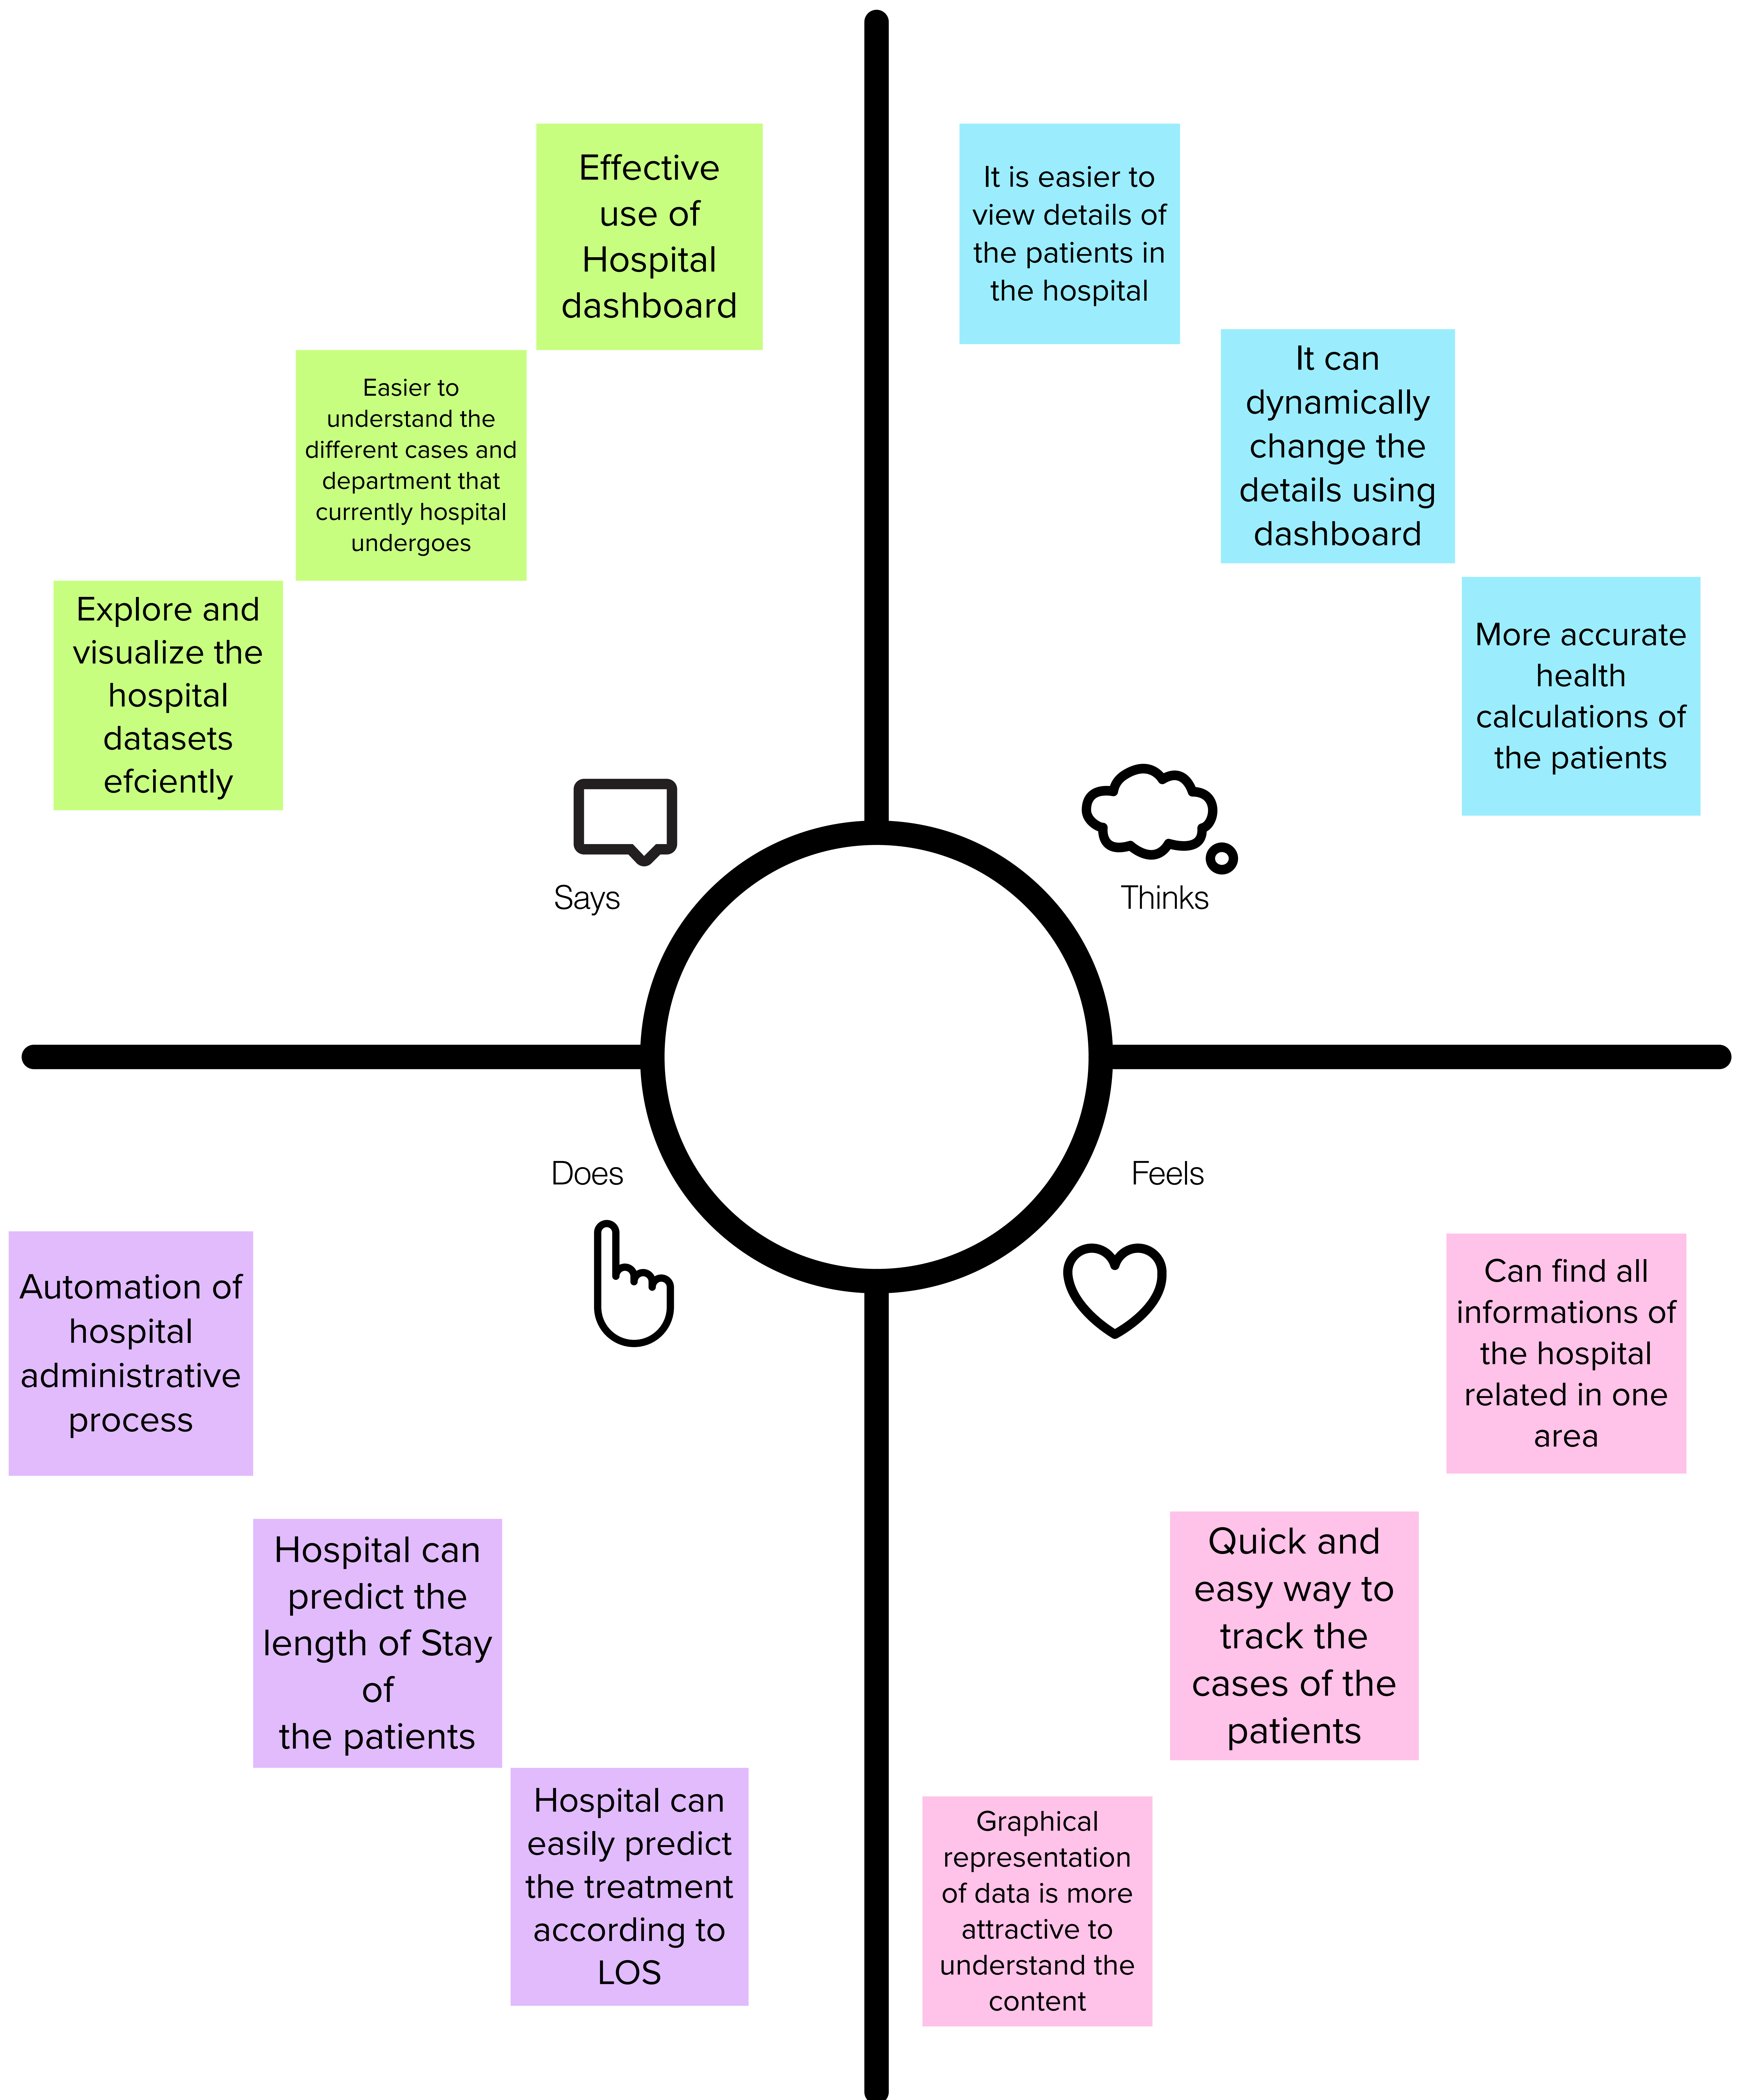 Effective
use of
Hospital
dashboard
Easier to
understand the
different cases and
department that
currently hospital
undergoes
Explore and
visualize the
hospital
datasets
efciently
Says
It is easier to
view details of
the patients in
the hospital
It can
dynamically
change the
details using
dashboard
More accurate
health
calculations of
the patients
Thinks
Does
Automation of
hospital
administrative
process
Hospital can
predict the
length of Stay
of
the patients
Hospital can
easily predict
the treatment
according to
LOS
Feels
Can find all
informations of
the hospital
related in one
area
Quick and
easy way to
track the
cases of the
patients
Graphical
representation
of data is more
attractive to
understand the
content